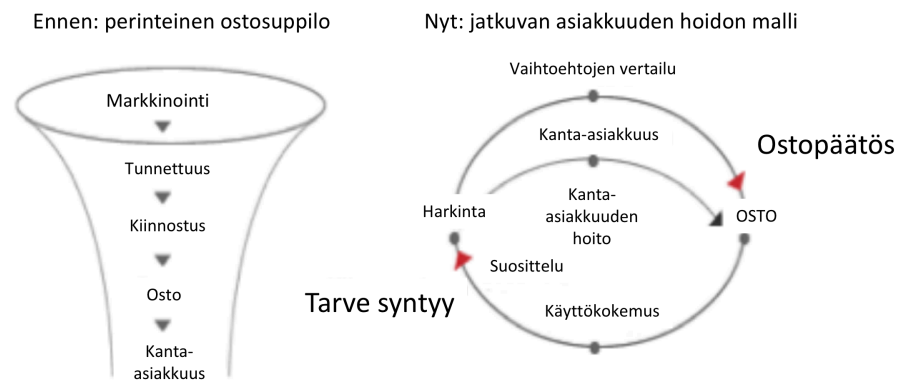 Ennen: perinteinen ostosuppilo
Markkinointi
Tunnettuus
Kiinnostus
Osto
Kanta-
asiakkuus
Nyt: jatkuvan asiakkuuden hoidon malli
Vaihtoehtojen vertailu
Kanta-asiakkuus
Ostopäätös
Kanta-
asiakkuuden
hoito
Harkinta
OSTO
Suosittelu
Tarve syntyy
Käyttökokemus